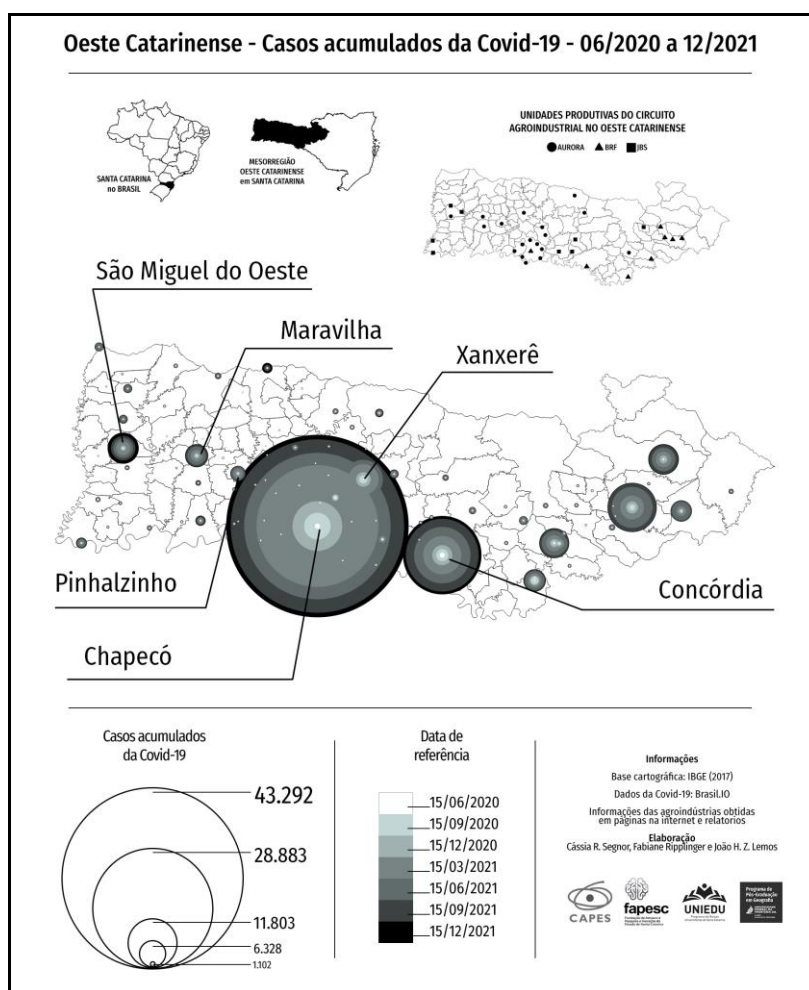 Oeste Catarinense - Casos acumulados da Covid-19 - 06/2020 a 12/2021
SANTA CATARINA
no BRASIL
MESORREGIÃO
OESTE CATARINENSE
em SANTA CATARINA
UNIDADES PRODUTIVAS DO CIRCUITO
AGROINDUSTRIAL NO OESTE CATARINENSE
AURORA BRF JBS
São Miguel do Oeste
Maravilha
Xanxerê
Pinhalzinho
Concórdia
Chapecó
Casos acumulados
da Covid-19
43.292
28.883
11.803
6.328
1.102
Data de
referência
15/06/2020
15/09/2020
15/12/2020
15/03/2021
15/06/2021
15/09/2021
15/12/2021
Informações
Base cartográfica: IBGE (2017)
Dados da Covid-19: Brasil.IO
Informações das agroindústrias obtidas
em páginas na internet e relatorios
Elaboração
Cássia R. Segnor, Fabiane Ripplinger e João H. Z. Lemos
CAPES
fapesc
UNIEDU
Programa de
Pós-Graduação
em Geografia